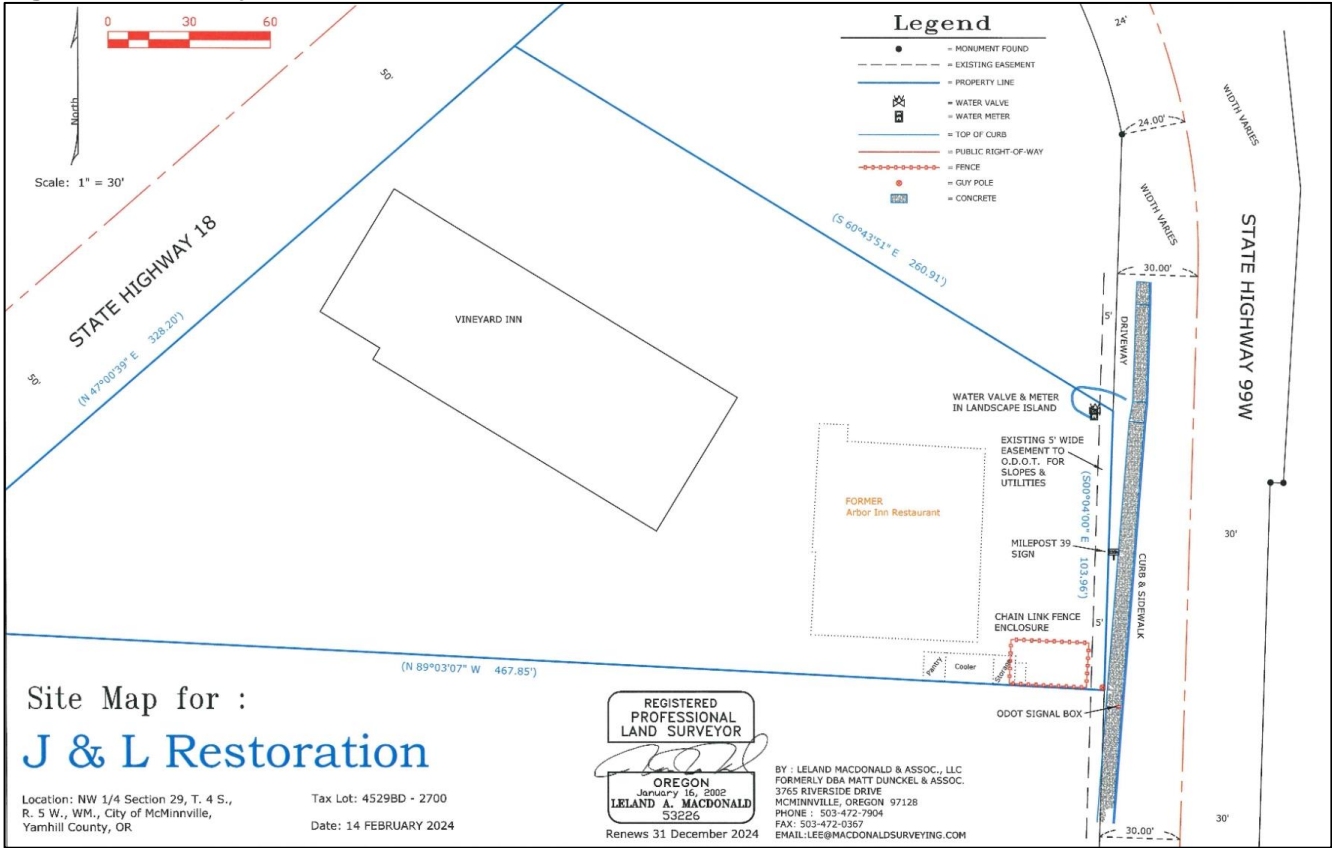 0 30 60
North
Scale: 1" = 30'
STATE HIGHWAY 18
50'
50'
(N 47°00'39" E 328.20')
VINEYARD INN
Legend
= MONUMENT FOUND
= EXISTING EASEMENT
= PROPERTY LINE
= WATER VALVE
= WATER METER
= TOP OF CURB
= PUBLIC RIGHT-OF-WAY
= FENCE
= GUY POLE
= CONCRETE
24'
24.00'
WIDTH VARIES
WIDTH VARIES
STATE HIGHWAY 99W
30.00'
(S 60°43'51" E 260.91')
5'
DRIVEWAY
WATER VALVE & METER
IN LANDSCAPE ISLAND
EXISTING 5' WIDE
EASEMENT TO
O.D.O.T. FOR
SLOPES &
UTILITIES
(S00°04'00" E 103.96')
FORMER
Arbor Inn Restaurant
MILEPOST 39
SIGN
CURB & SIDEWALK
30'
CHAIN LINK FENCE
ENCLOSURE
5'
Pantry
Cooler
Storage
(N 89°03'07" W 467.85')
ODOT SIGNAL BOX
30.00'
30'
Site Map for :
J & L Restoration
Location: NW 1/4 Section 29, T. 4 S.,
R. 5 W., WM., City of McMinnville,
Yamhill County, OR
Tax Lot: 4529BD - 2700
Date: 14 FEBRUARY 2024
REGISTERED
PROFESSIONAL
LAND SURVEYOR
OREGON
January 16, 2002
LELAND A. MACDONALD
53226
Renews 31 December 2024
BY : LELAND MACDONALD & ASSOC., LLC
FORMERLY DBA MATT DUNCKEL & ASSOC.
3765 RIVERSIDE DRIVE
MCMINNVILLE, OREGON 97128
PHONE : 503-472-7904
FAX: 503-472-0367
EMAIL:LEE@MACDONALDSURVEYING.COM